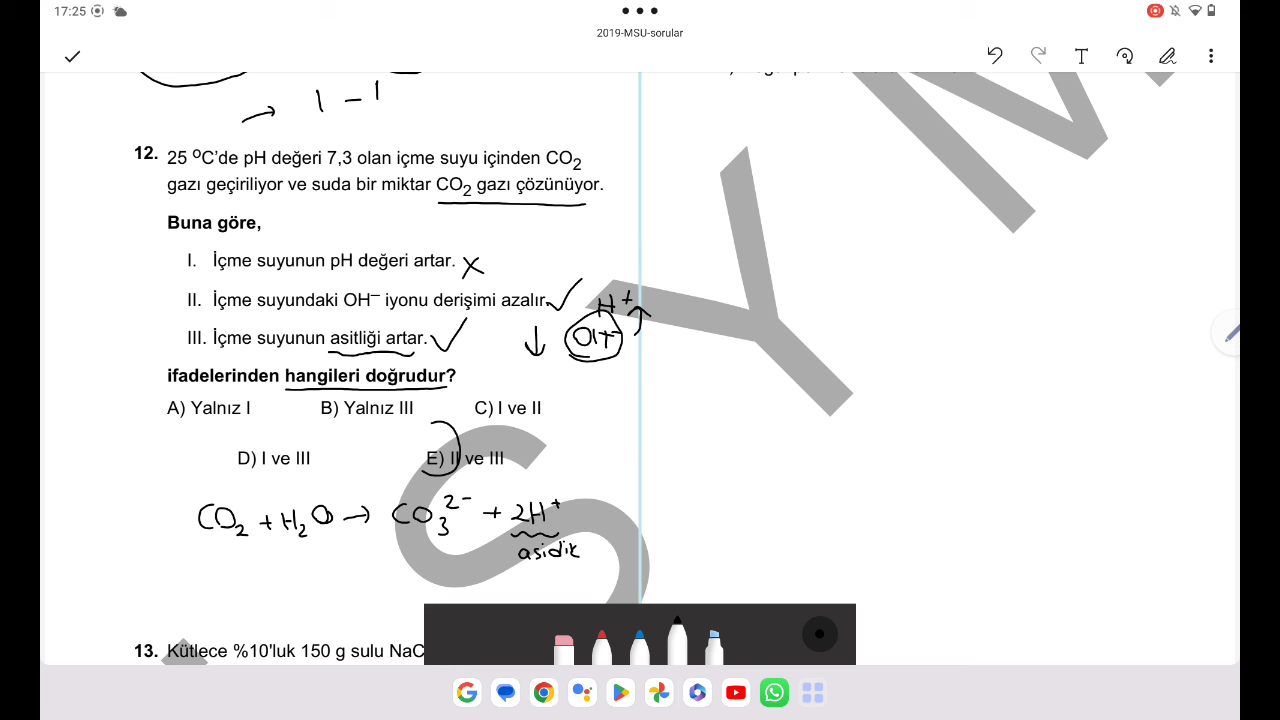 17:25
2019-MSU-sorular
→ 1 - 1
12. 25 ºC'de pH değeri 7,3 olan içme suyu içinden CO2
gazı geçiriliyor ve suda bir miktar CO2 gazı çözünüyor.
Buna göre,
I. İçme suyunun pH değeri artar. X
II. İçme suyundaki OH– iyonu derişimi azalır. ✓
H+ ↑
III. İçme suyunun asitliği artar. ✓
↓ OH-
ifadelerinden hangileri doğrudur?
A) Yalnız I B) Yalnız III C) I ve II
D) I ve III E) II ve III
CO2 + H2O → CO3 2- + 2H+
asidik
13. Kütlece %10'luk 150 g sulu NaC
S Y M